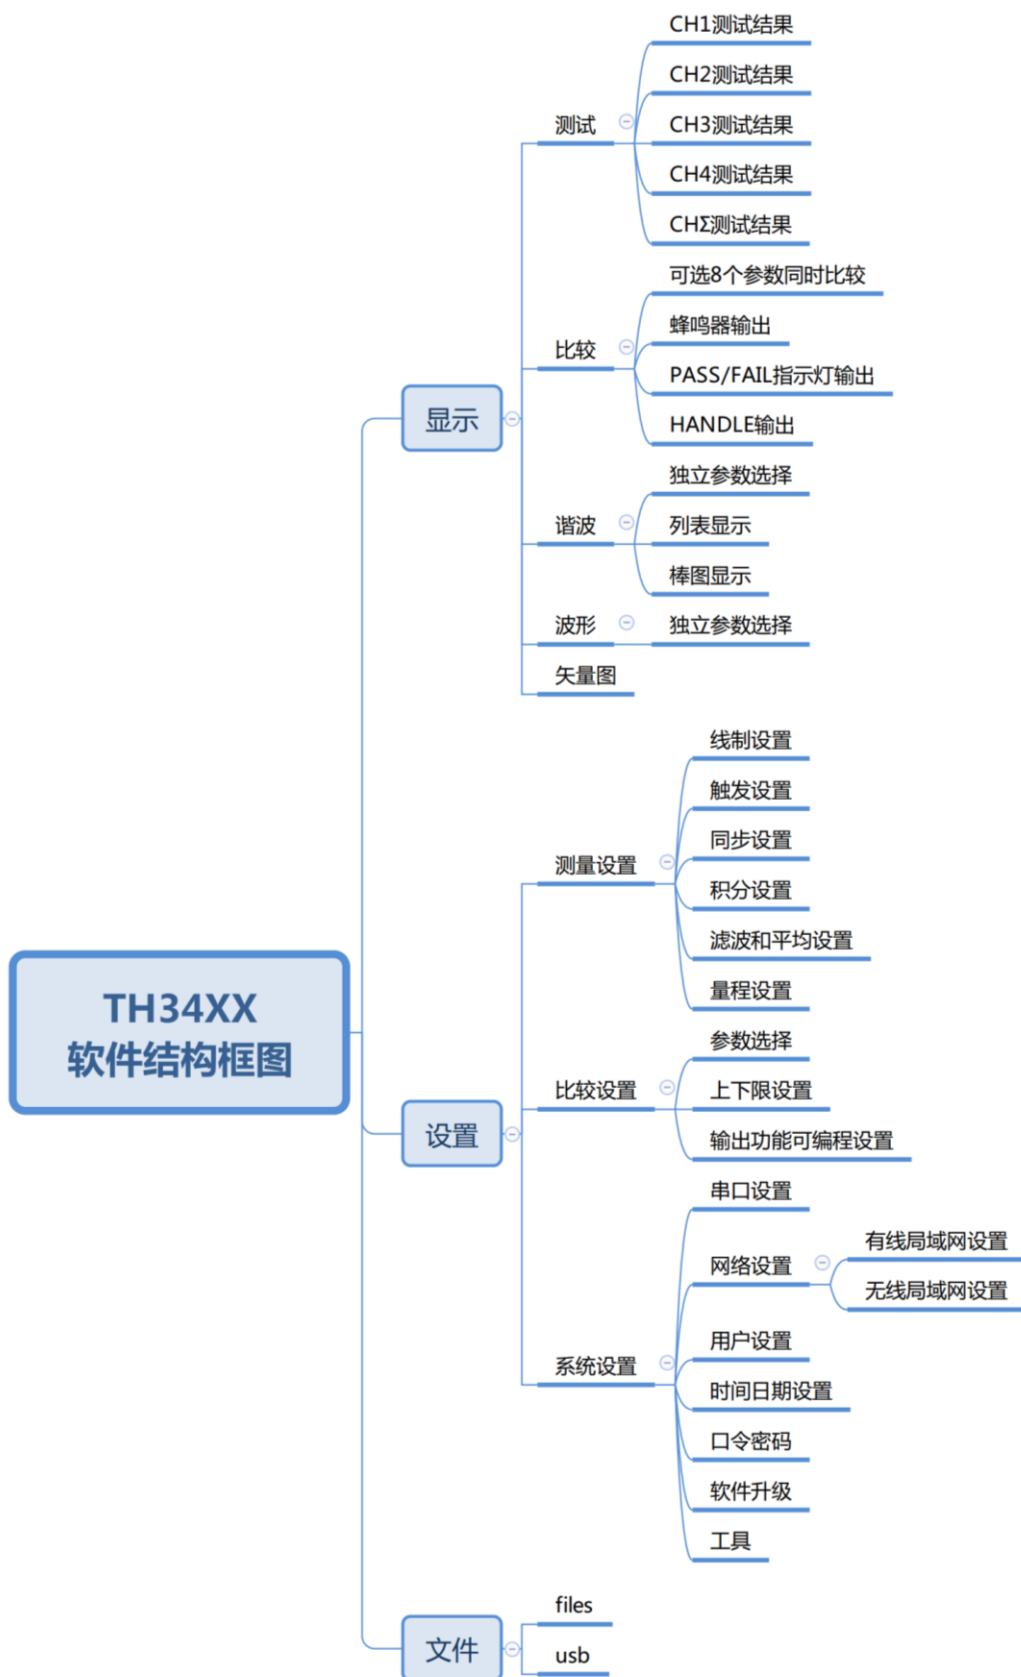 TH34XX
软件结构框图
显示
测试
CH1测试结果
CH2测试结果
CH3测试结果
CH4测试结果
CHΣ测试结果
比较
可选8个参数同时比较
蜂鸣器输出
PASS/FAIL指示灯输出
HANDLE输出
谐波
独立参数选择
列表显示
棒图显示
波形
独立参数选择
矢量图
设置
测量设置
线制设置
触发设置
同步设置
积分设置
滤波和平均设置
量程设置
比较设置
参数选择
上下限设置
输出功能可编程设置
系统设置
串口设置
网络设置
有线局域网设置
无线局域网设置
用户设置
时间日期设置
口令密码
软件升级
工具
文件
files
usb